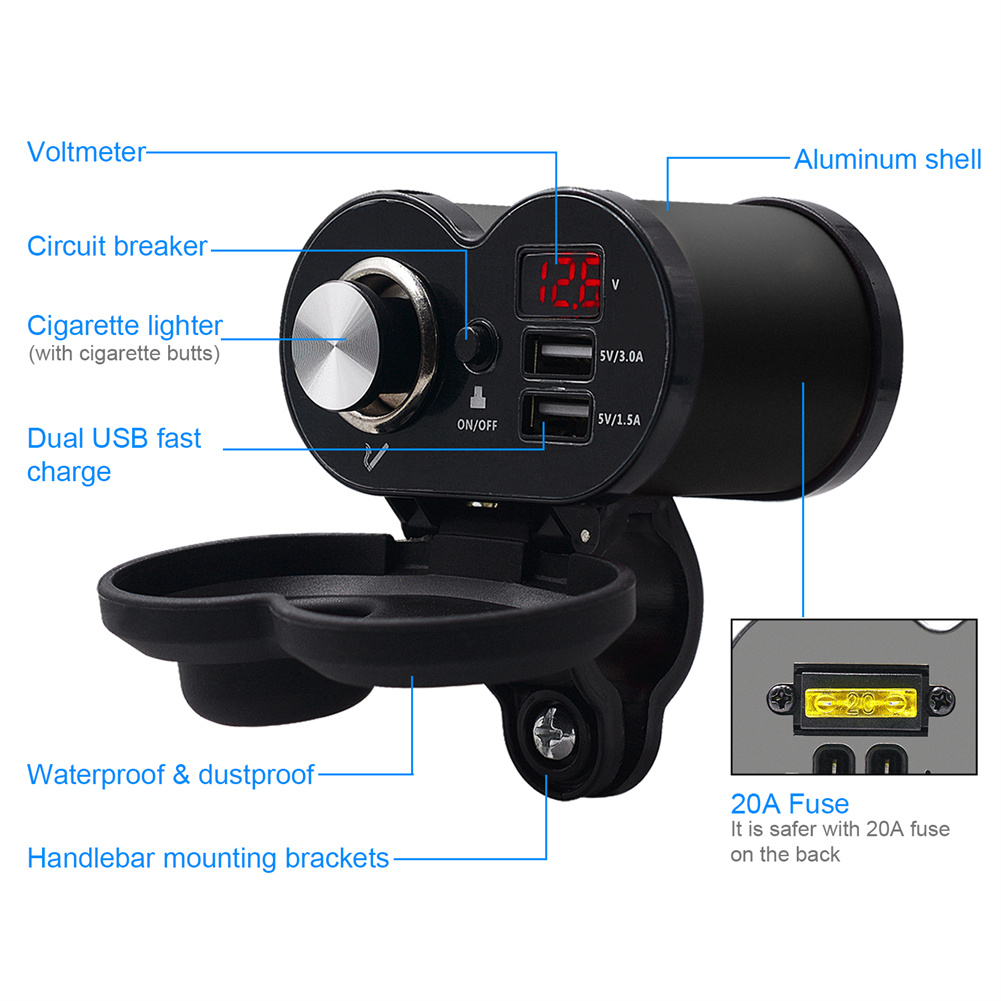 Voltmeter
Aluminum shell
Circuit breaker
12.6
V
Cigarette lighter
(with cigarette butts)
5V/3.0A
ON/OFF
5V/1.5A
Dual USB fast
charge
20
Waterproof & dustproof
20A Fuse
It is safer with 20A fuse
on the back
Handlebar mounting brackets